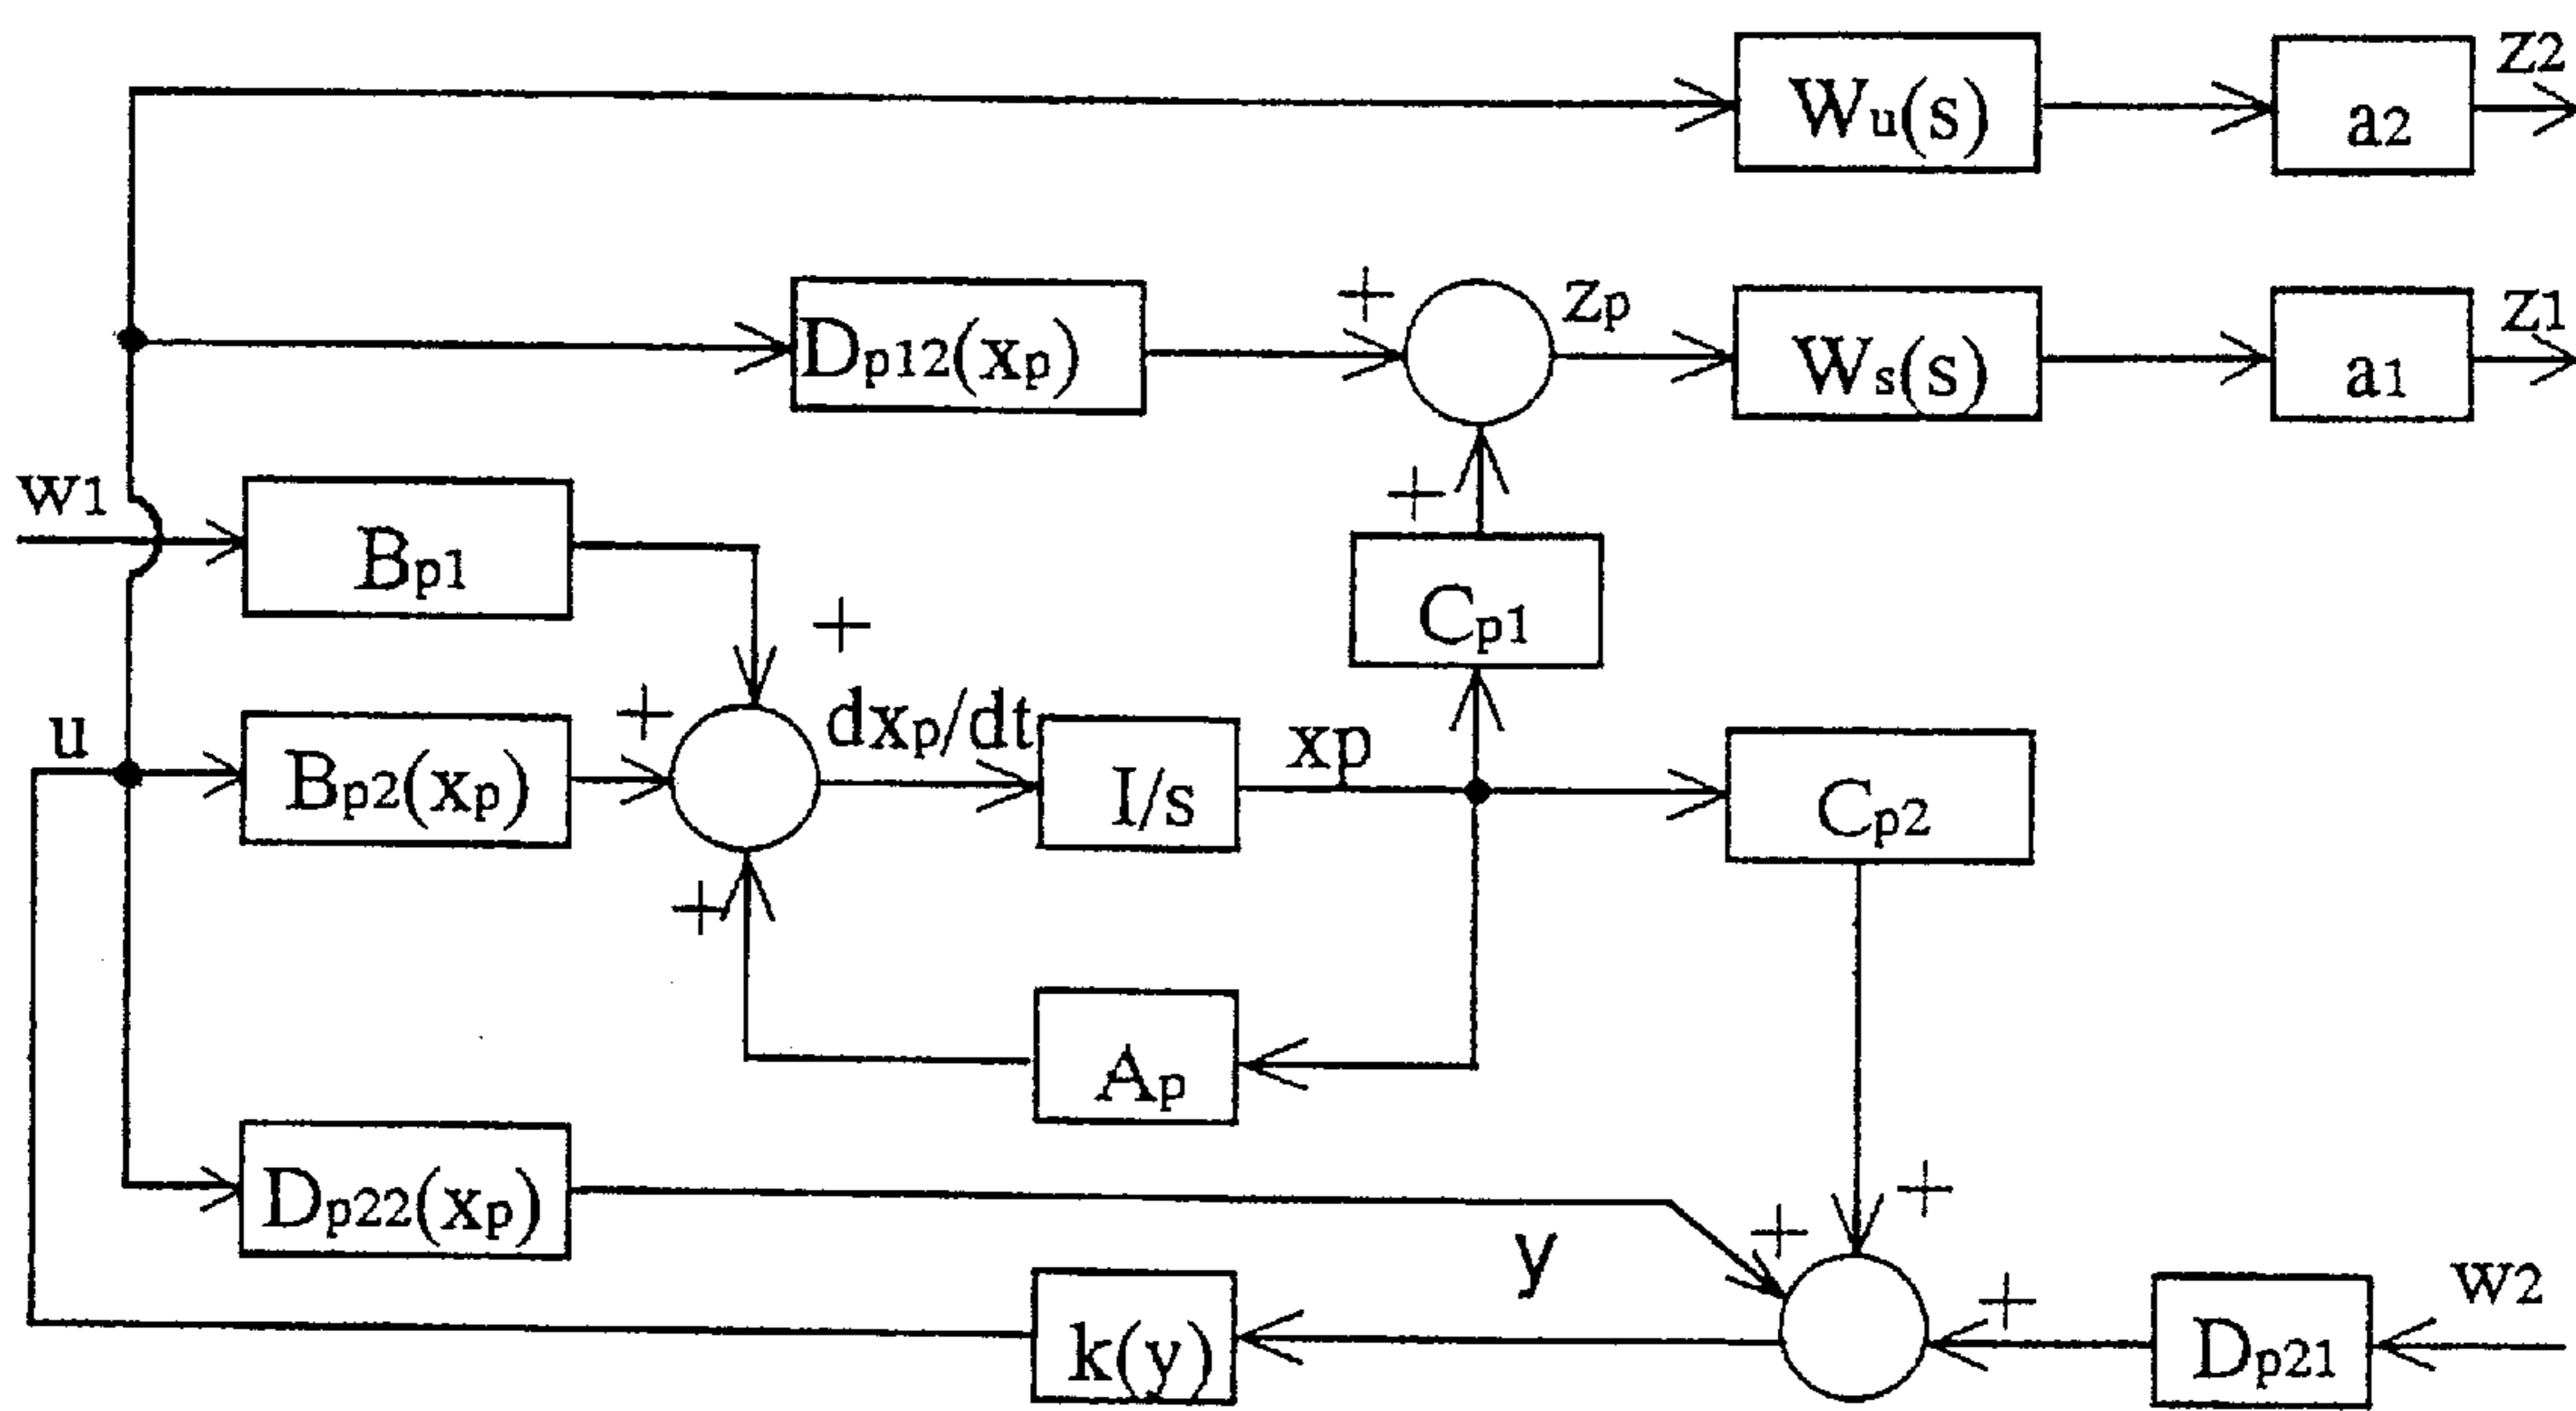 Wu(s)
a2
z2
Dp12(xp)
+
zp
Ws(s)
a1
z1
w1
Bp1
+
+
Cp1
u
Bp2(xp)
+
dxp/dt
I/s
xp
Cp2
+
Ap
Dp22(xp)
y
+
+
k(y)
+
Dp21
w2